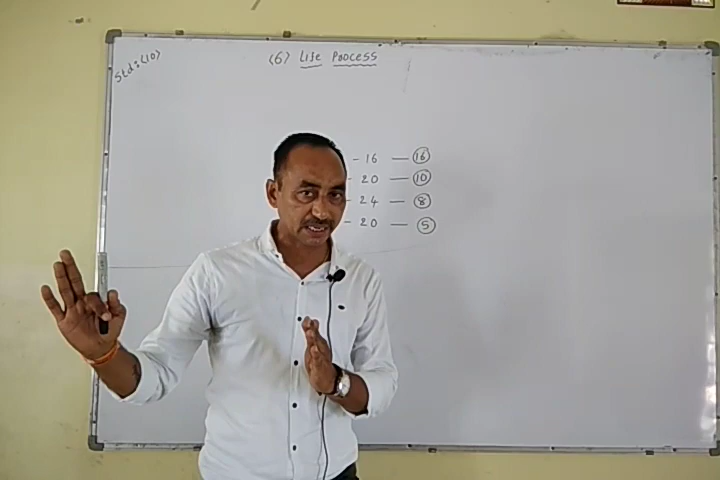 Std:(10)
(6) Life Process
- 16 — 16
- 20 — 10
- 24 — 8
- 20 — 5